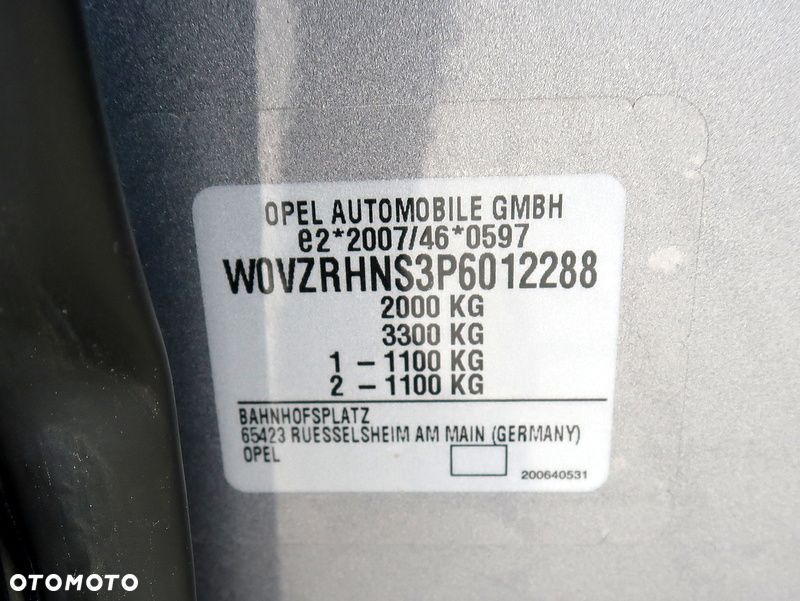 OPEL AUTOMOBILE GMBH
e2*2007/46*0597
W0VZRHNS3P6012288
2000 KG
3300 KG
1 - 1100 KG
2 - 1100 KG
BAHNHOFSPLATZ
65423 RUESSELSHEIM AM MAIN (GERMANY)
OPEL
200640531
OTOMOTO